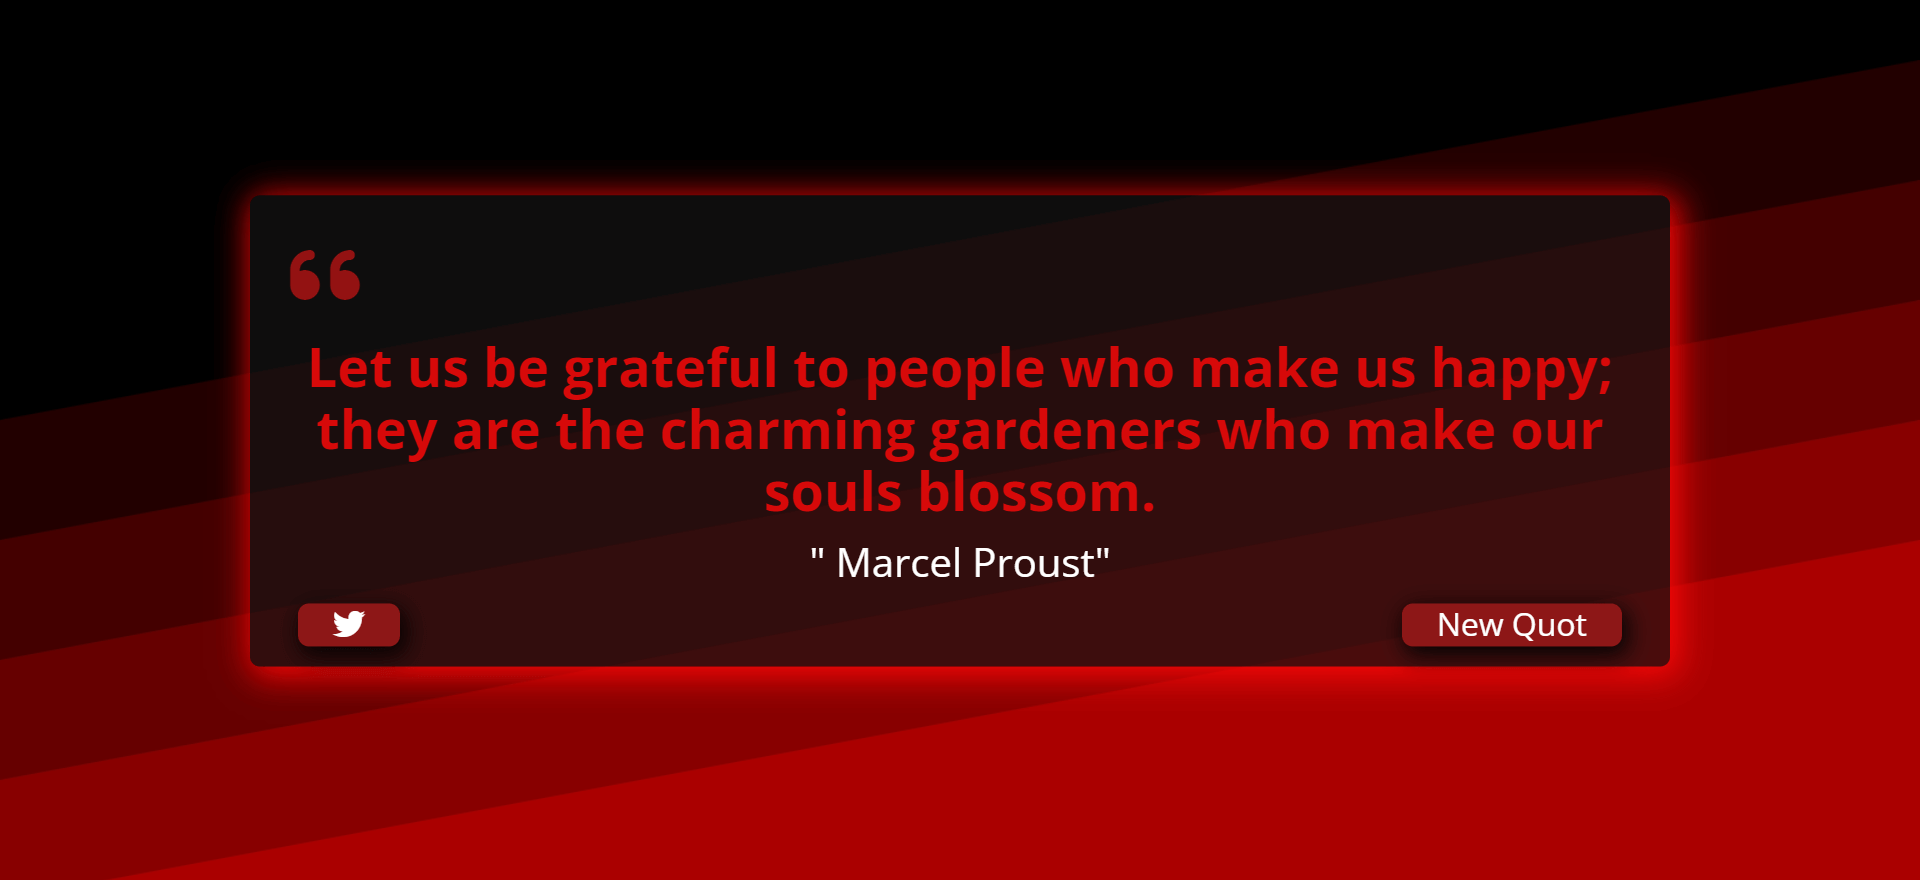 Let us be grateful to people who make us happy;
they are the charming gardeners who make our
souls blossom.
" Marcel Proust"
New Quot